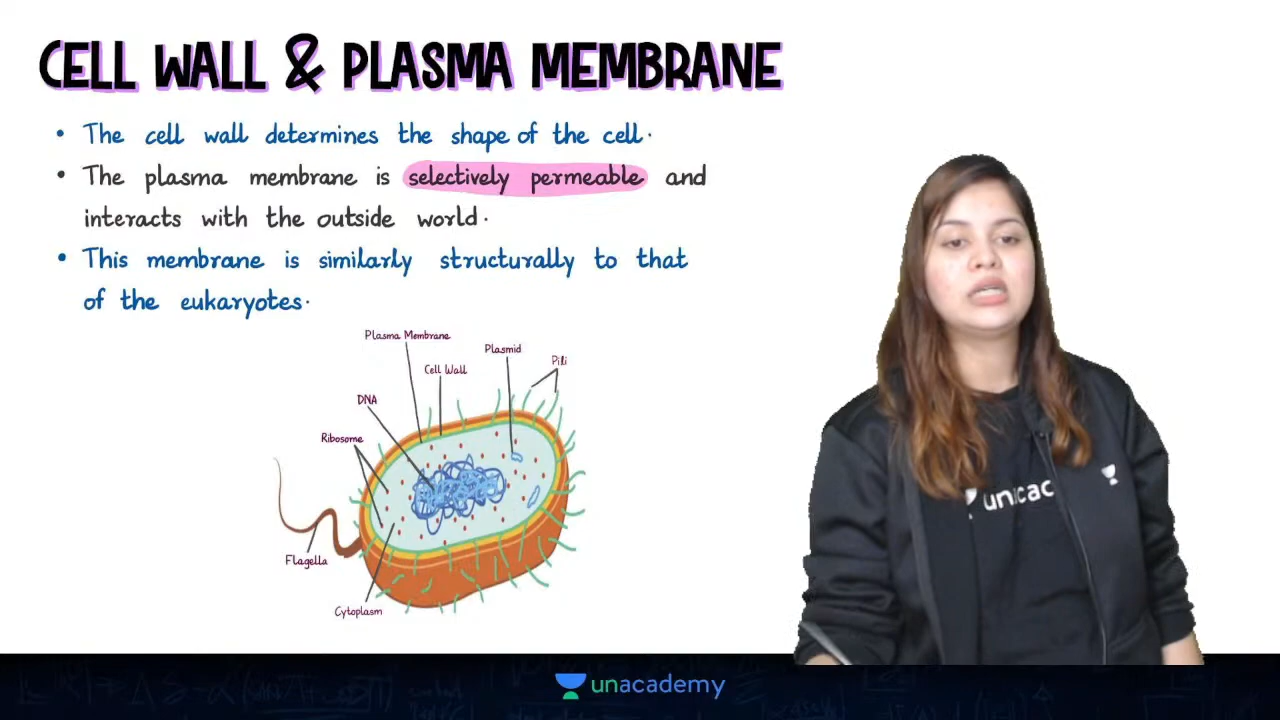 CELL WALL & PLASMA MEMBRANE
• The cell wall determines the shape of the cell.
• The plasma membrane is selectively permeable and
interacts with the outside world.
• This membrane is similarly structurally to that
of the eukaryotes.
Plasma Membrane
Plasmid
Pili
Cell Wall
DNA
Ribosome
Flagella
Cytoplasm
unacademy